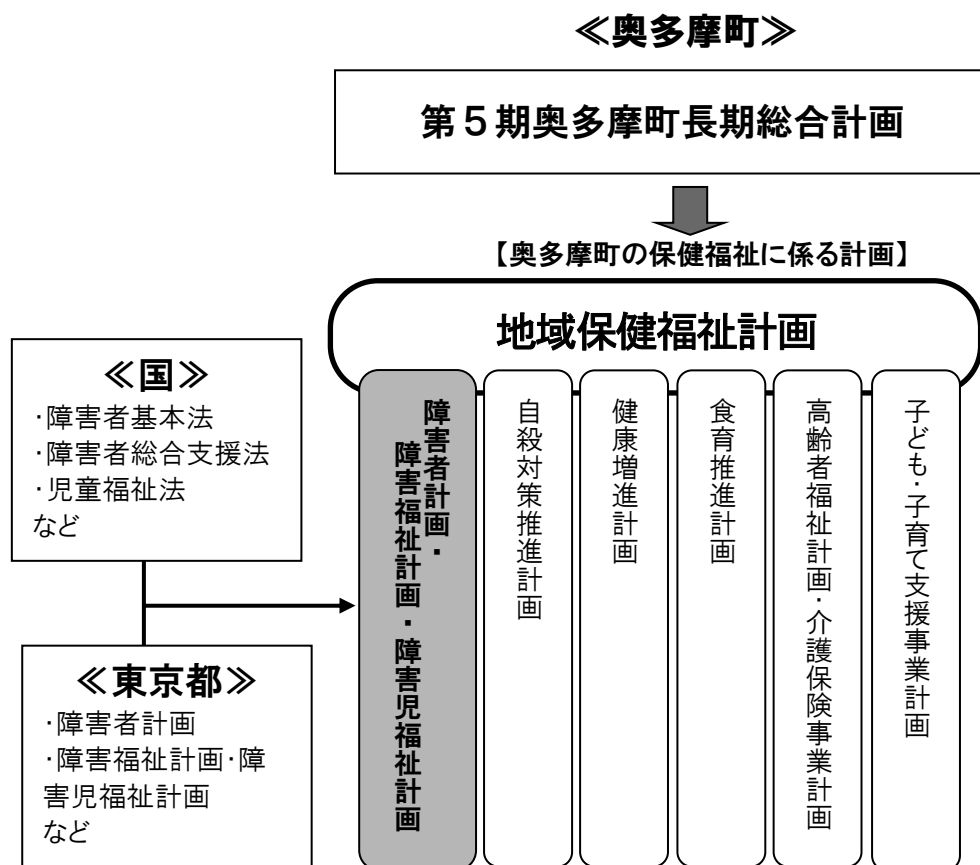 ≪奥多摩町≫
第5期奥多摩町長期総合計画
【奥多摩町の保健福祉に係る計画】
地域保健福祉計画
≪国≫
・障害者基本法
・障害者総合支援法
・児童福祉法
など
≪東京都≫
・障害者計画
・障害福祉計画・障
害児福祉計画
など
障害者計画・
障害福祉計画・障害児福祉計画
自殺対策推進計画
健康増進計画
食育推進計画
高齢者福祉計画・介護保険事業計画
子ども・子育て支援事業計画